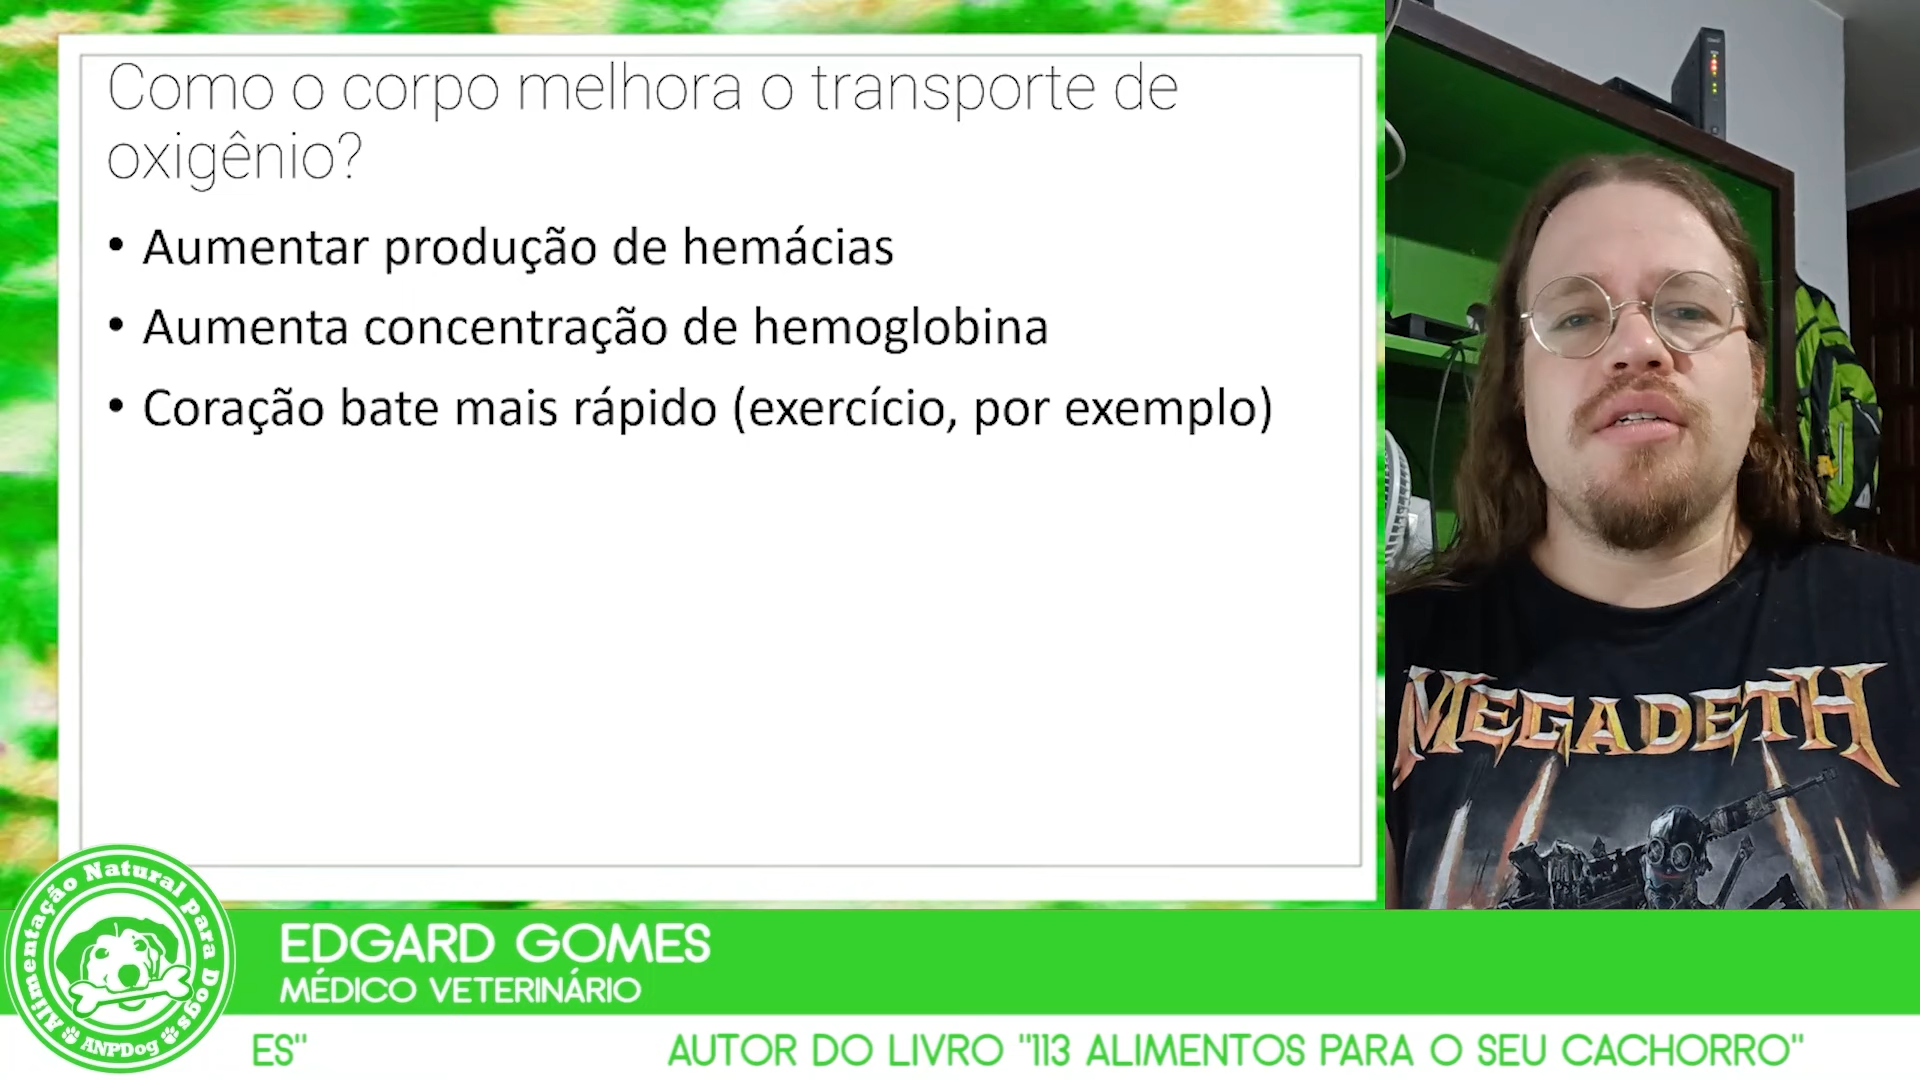 Como o corpo melhora o transporte de
oxigênio?
• Aumentar produção de hemácias
• Aumenta concentração de hemoglobina
• Coração bate mais rápido (exercício, por exemplo)
MEGADETH
Alimentação Natural para Dogs
ANPDog
EDGARD GOMES
MÉDICO VETERINÁRIO
ES" AUTOR DO LIVRO "113 ALIMENTOS PARA O SEU CACHORRO"